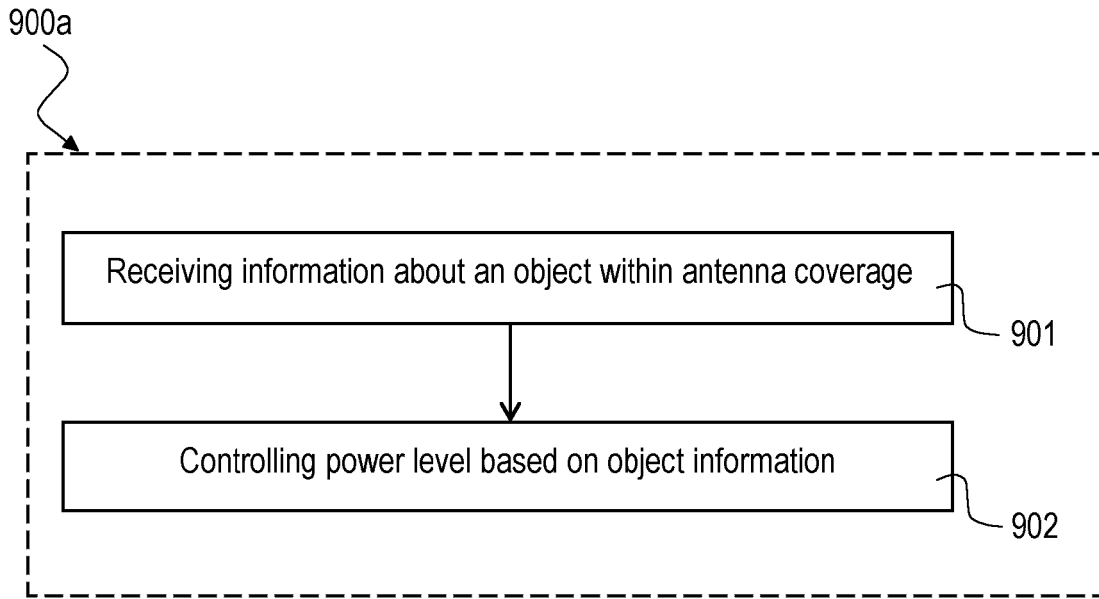 900a
Receiving information about an object within antenna coverage
901
Controlling power level based on object information
902